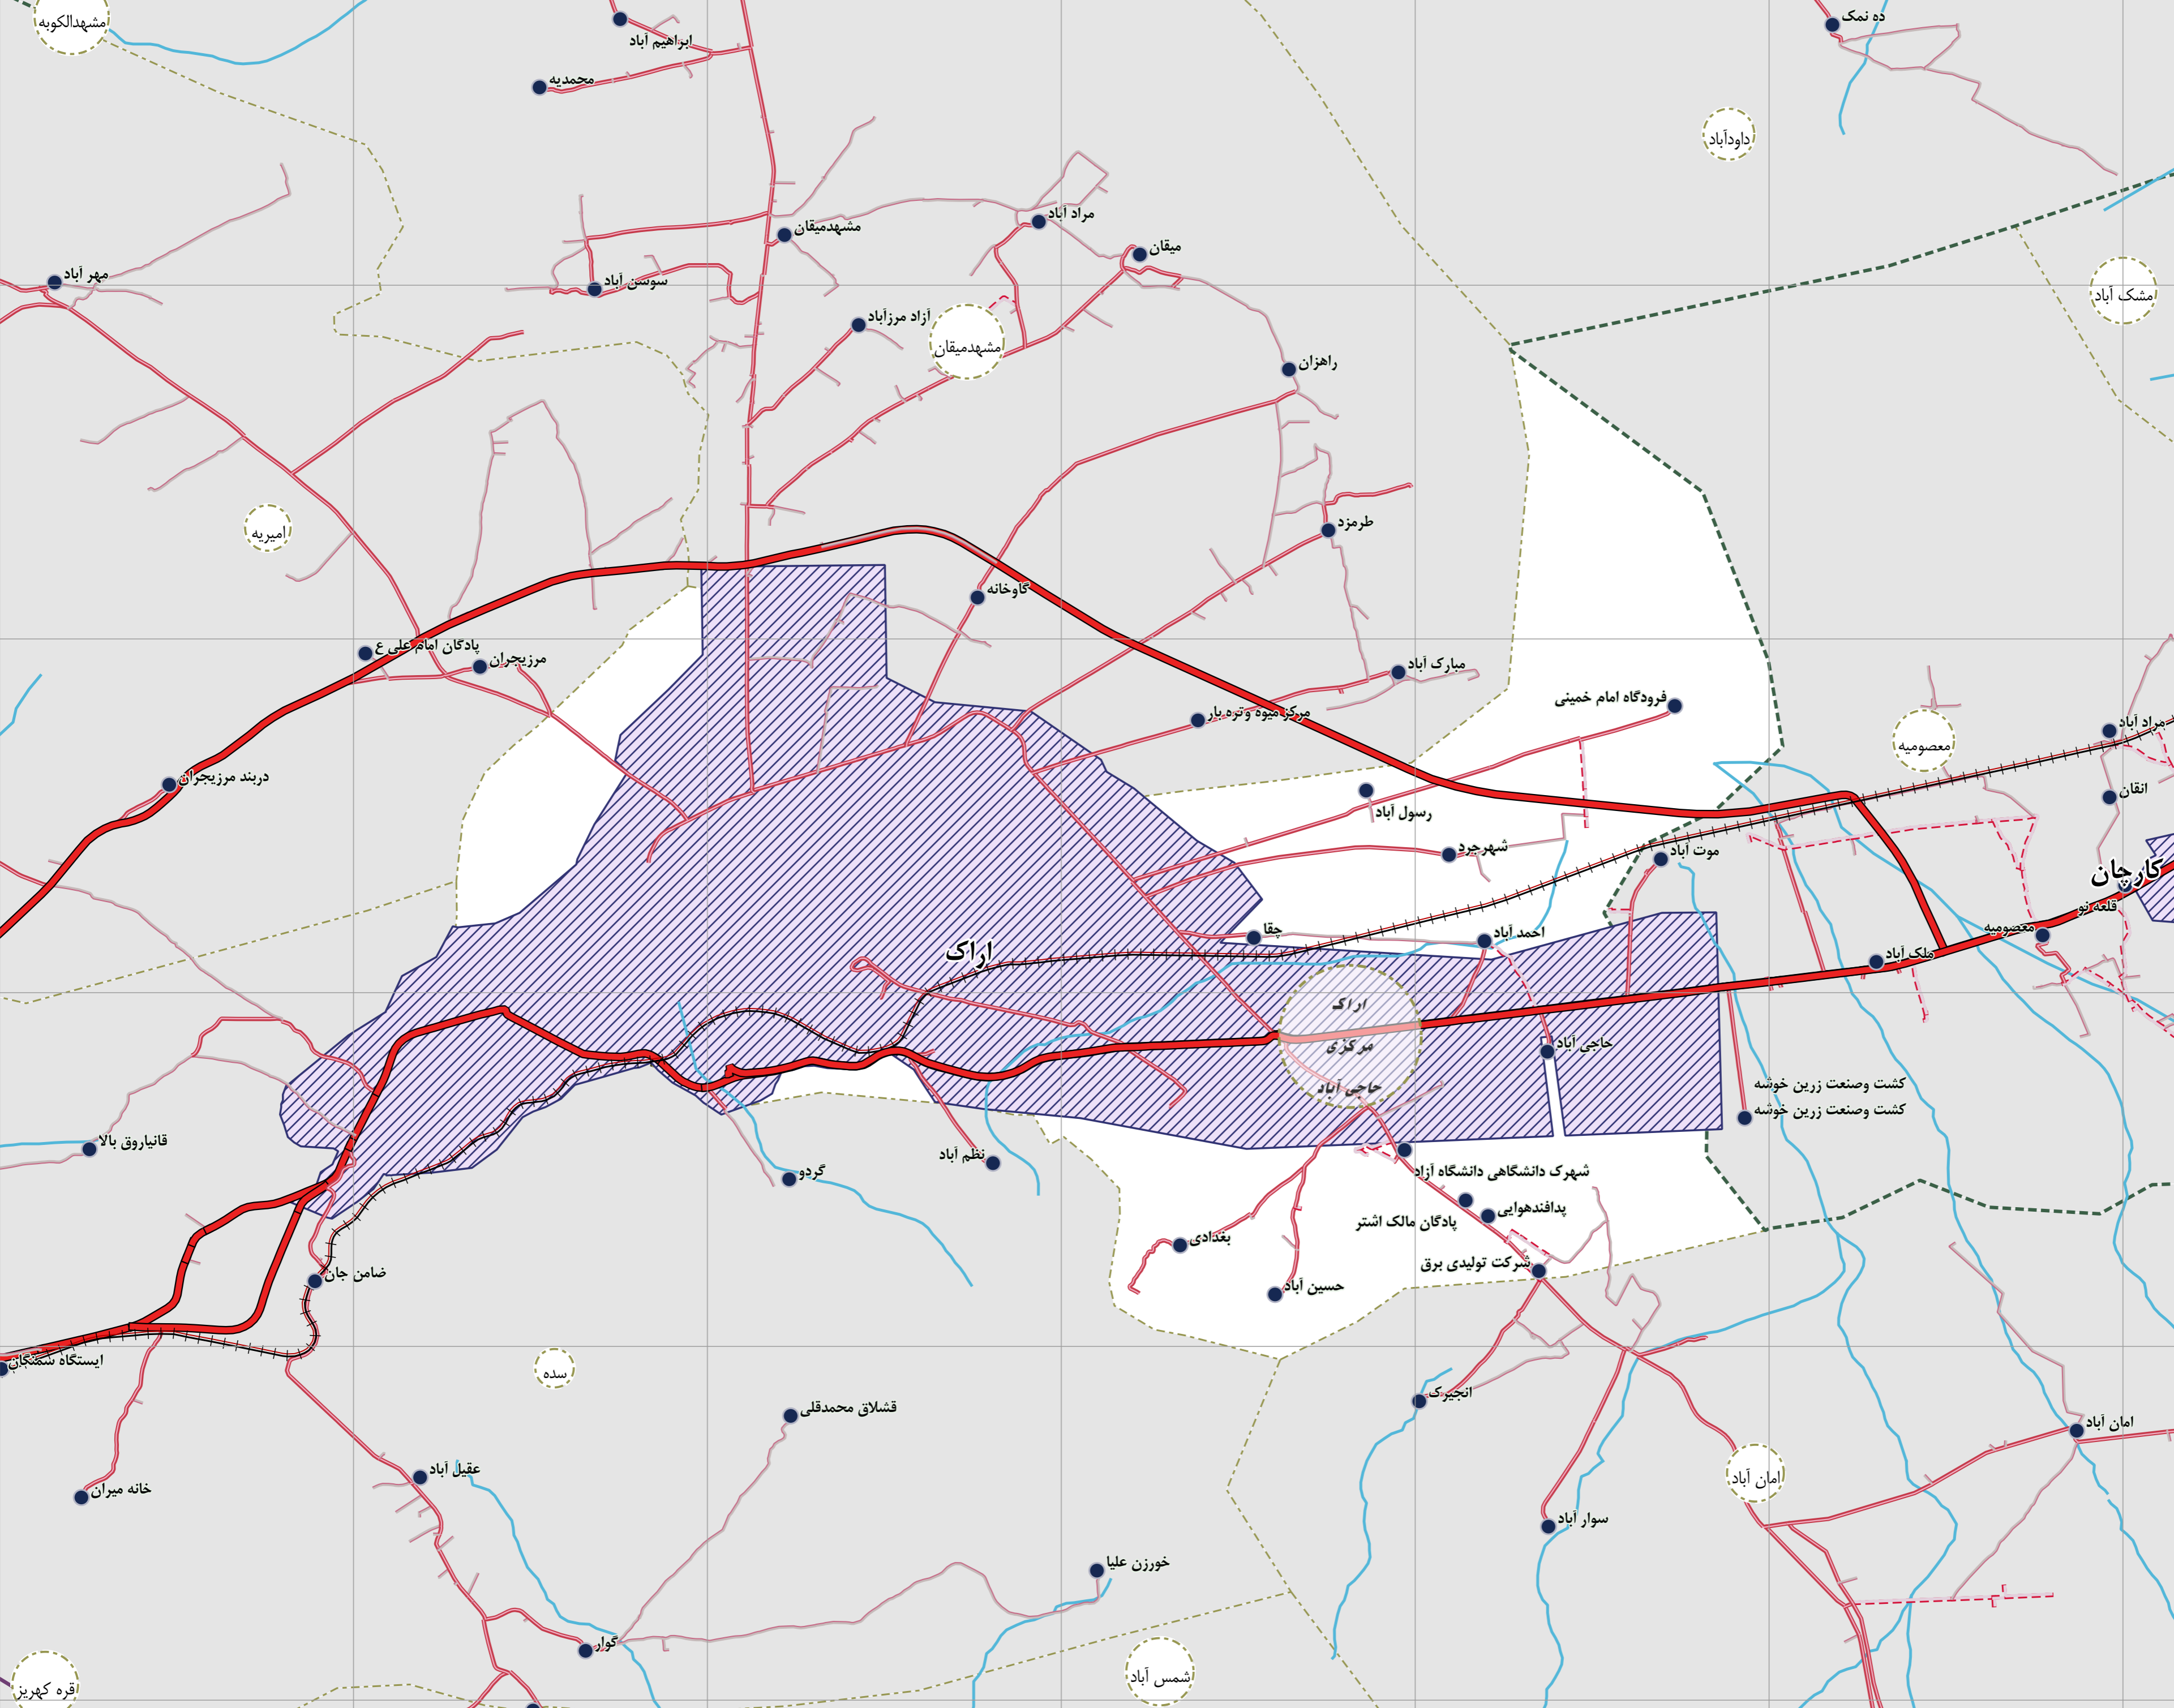 مشهدالکوبه
ابراهیم آباد
محمدیه
ده نمک
داودآباد
مراد آباد
مشهدمیقان
میقان
مهر آباد
سوسن آباد
مشک آباد
آزاد مرزآباد
مشهدمیقان
راهزان
امیریه
طرمزد
گاوخانه
پادگان امام علی ع
مرزیجران
مبارک آباد
فرودگاه امام خمینی
مرکز میوه وتره بار
مراد آباد
معصومیه
دربند مرزیجران
انقان
رسول آباد
شهرجرد
موت آباد
کارچان
قلعه نو
معصومیه
چقا
احمد آباد
اراک
ملک آباد
اراک
مرکزی
حاجی آباد
حاجی آباد
کشت وصنعت زرین خوشه
کشت وصنعت زرین خوشه
قانیاروق بالا
نظم آباد
گردو
شهرک دانشگاهی دانشگاه آزاد
پدافندهوایی
پادگان مالک اشتر
بغدادی
شرکت تولیدی برق
ضامن جان
حسین آباد
ایستگاه سمنگان
سده
انجیرک
قشلاق محمدقلی
امان آباد
عقیل آباد
امان آباد
خانه میران
سوار آباد
خورزن علیا
گوار
شمس آباد
قره کهریز